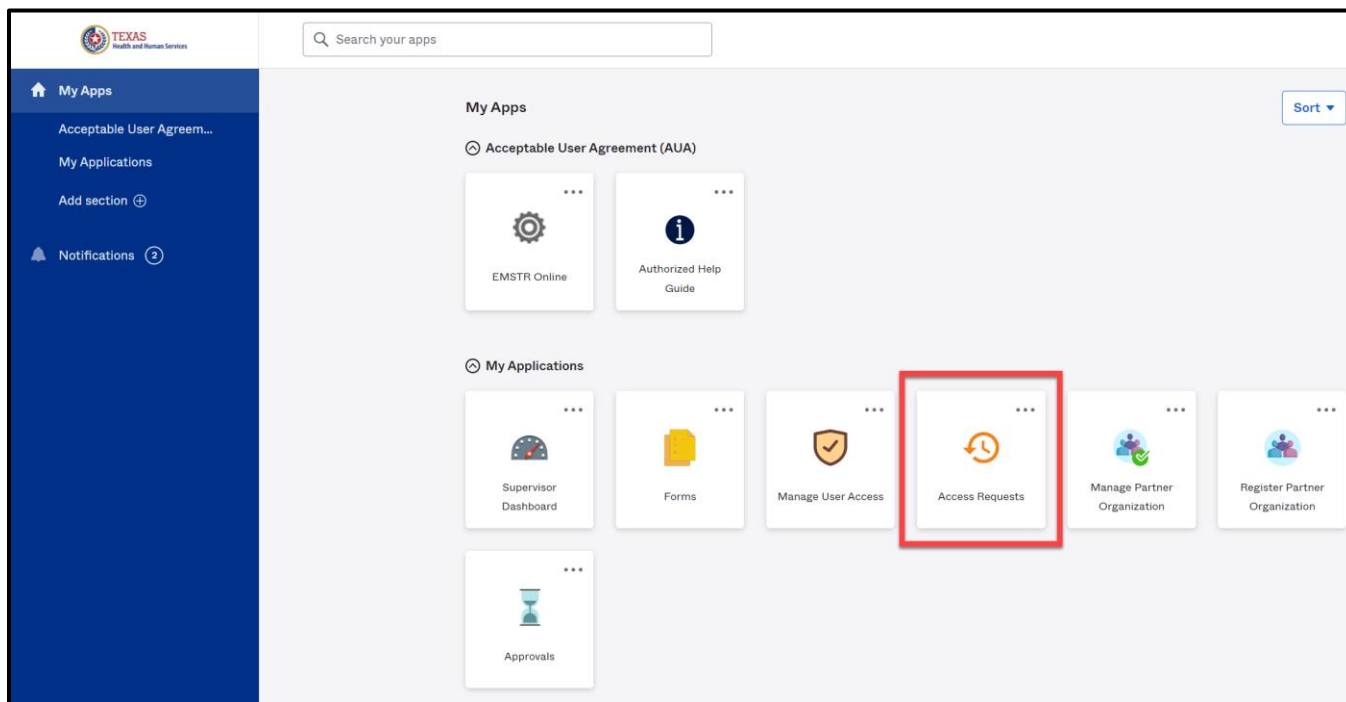 TEXAS
Health and Human Services
Search your apps
My Apps
Acceptable User Agreem...
My Applications
Add section
Notifications 2
My Apps
Sort
Acceptable User Agreement (AUA)
EMSTR Online
Authorized Help
Guide
My Applications
Supervisor
Dashboard
Forms
Manage User Access
Access Requests
Manage Partner
Organization
Register Partner
Organization
Approvals